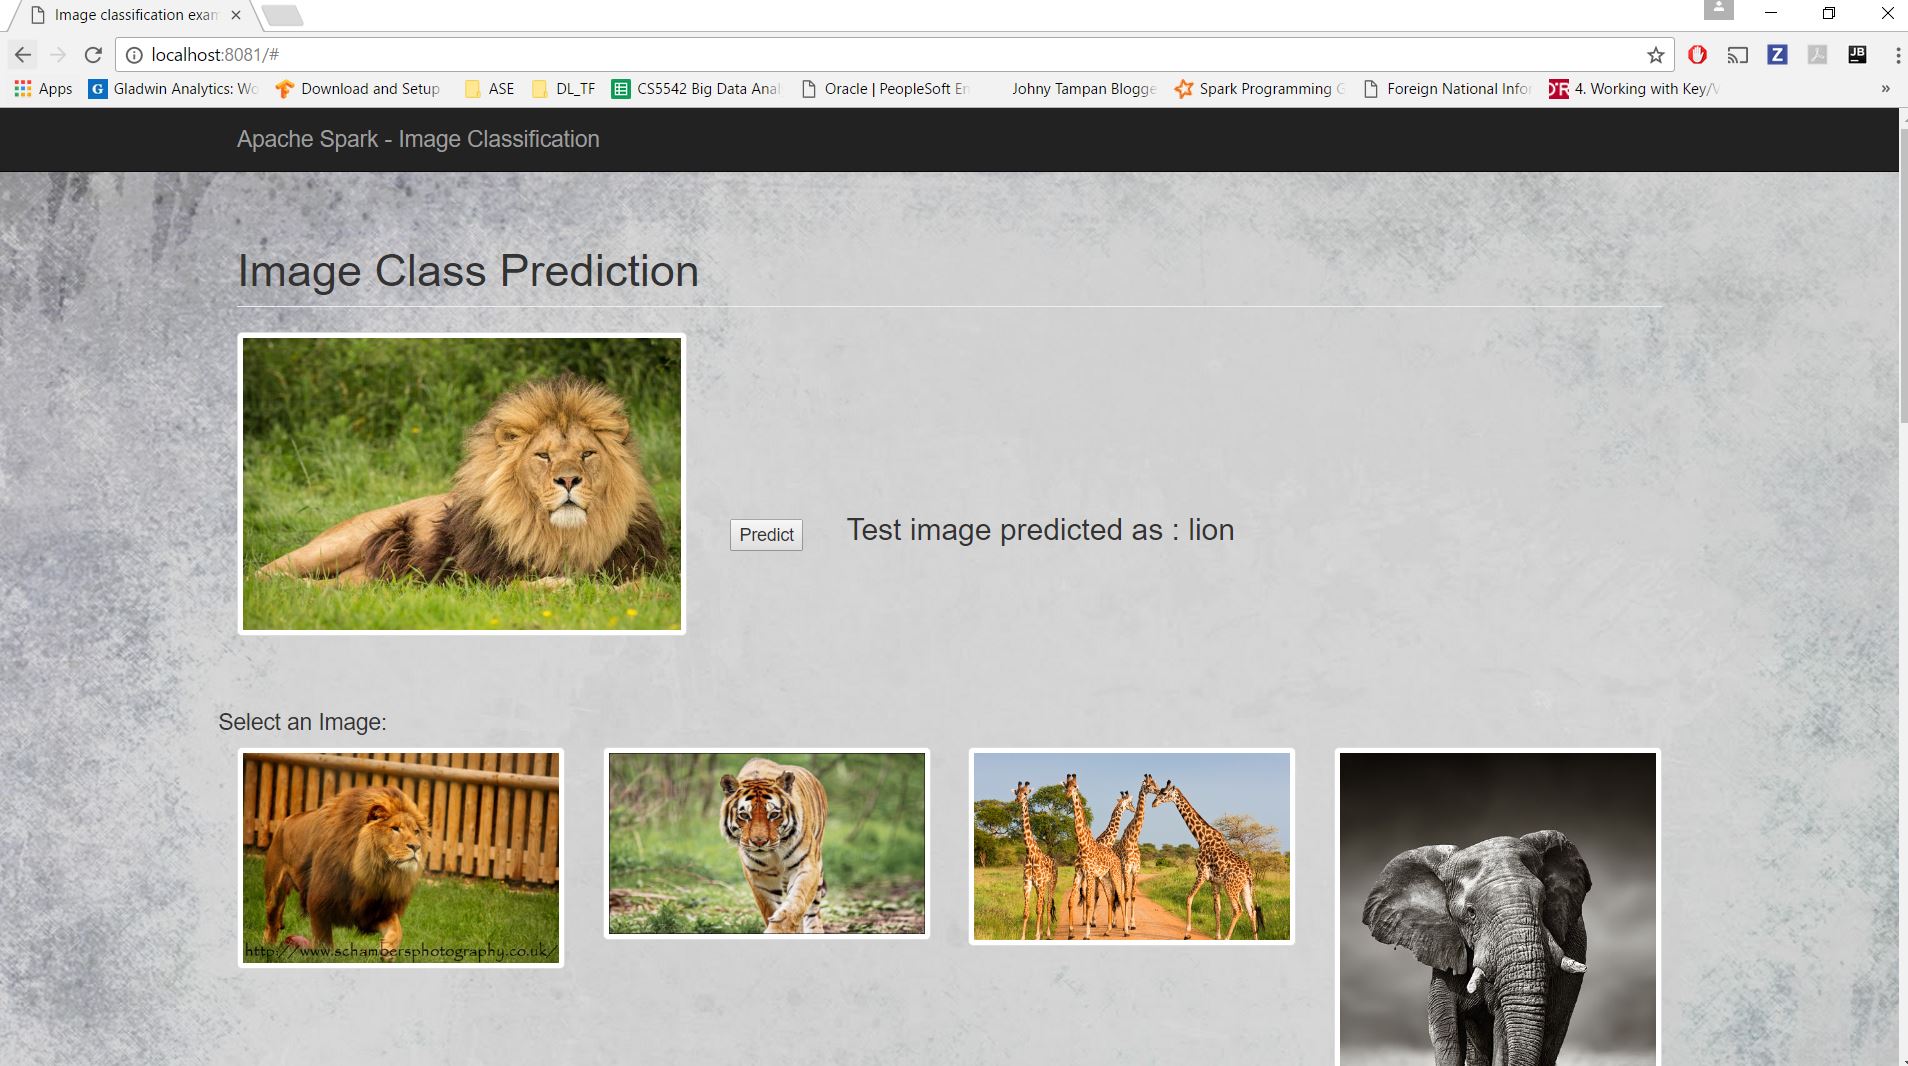 Image classification exam
localhost:8081/#
Apps
Gladwin Analytics: Wo
Download and Setup
ASE
DL_TF
CS5542 Big Data Anal
Oracle | PeopleSoft En
Johny Tampan Blogge
Spark Programming G
Foreign National Infor
4. Working with Key/V
Apache Spark - Image Classification
Image Class Prediction
Predict
Test image predicted as : lion
Select an Image:
http://www.schambersphotography.co.uk/